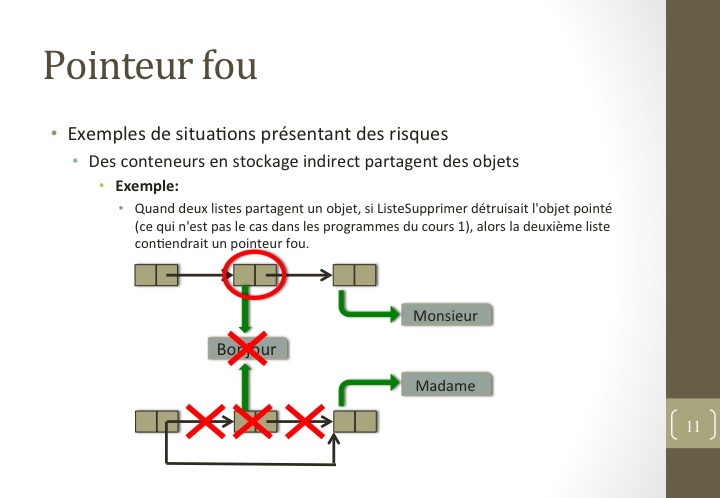 Pointeur fou
• Exemples de situations présentant des risques
• Des conteneurs en stockage indirect partagent des objets
• Exemple:
• Quand deux listes partagent un objet, si ListeSupprimer détruisait l'objet pointé
(ce qui n'est pas le cas dans les programmes du cours 1), alors la deuxième liste
contiendrait un pointeur fou.
Monsieur
Bonjour
Madame
11